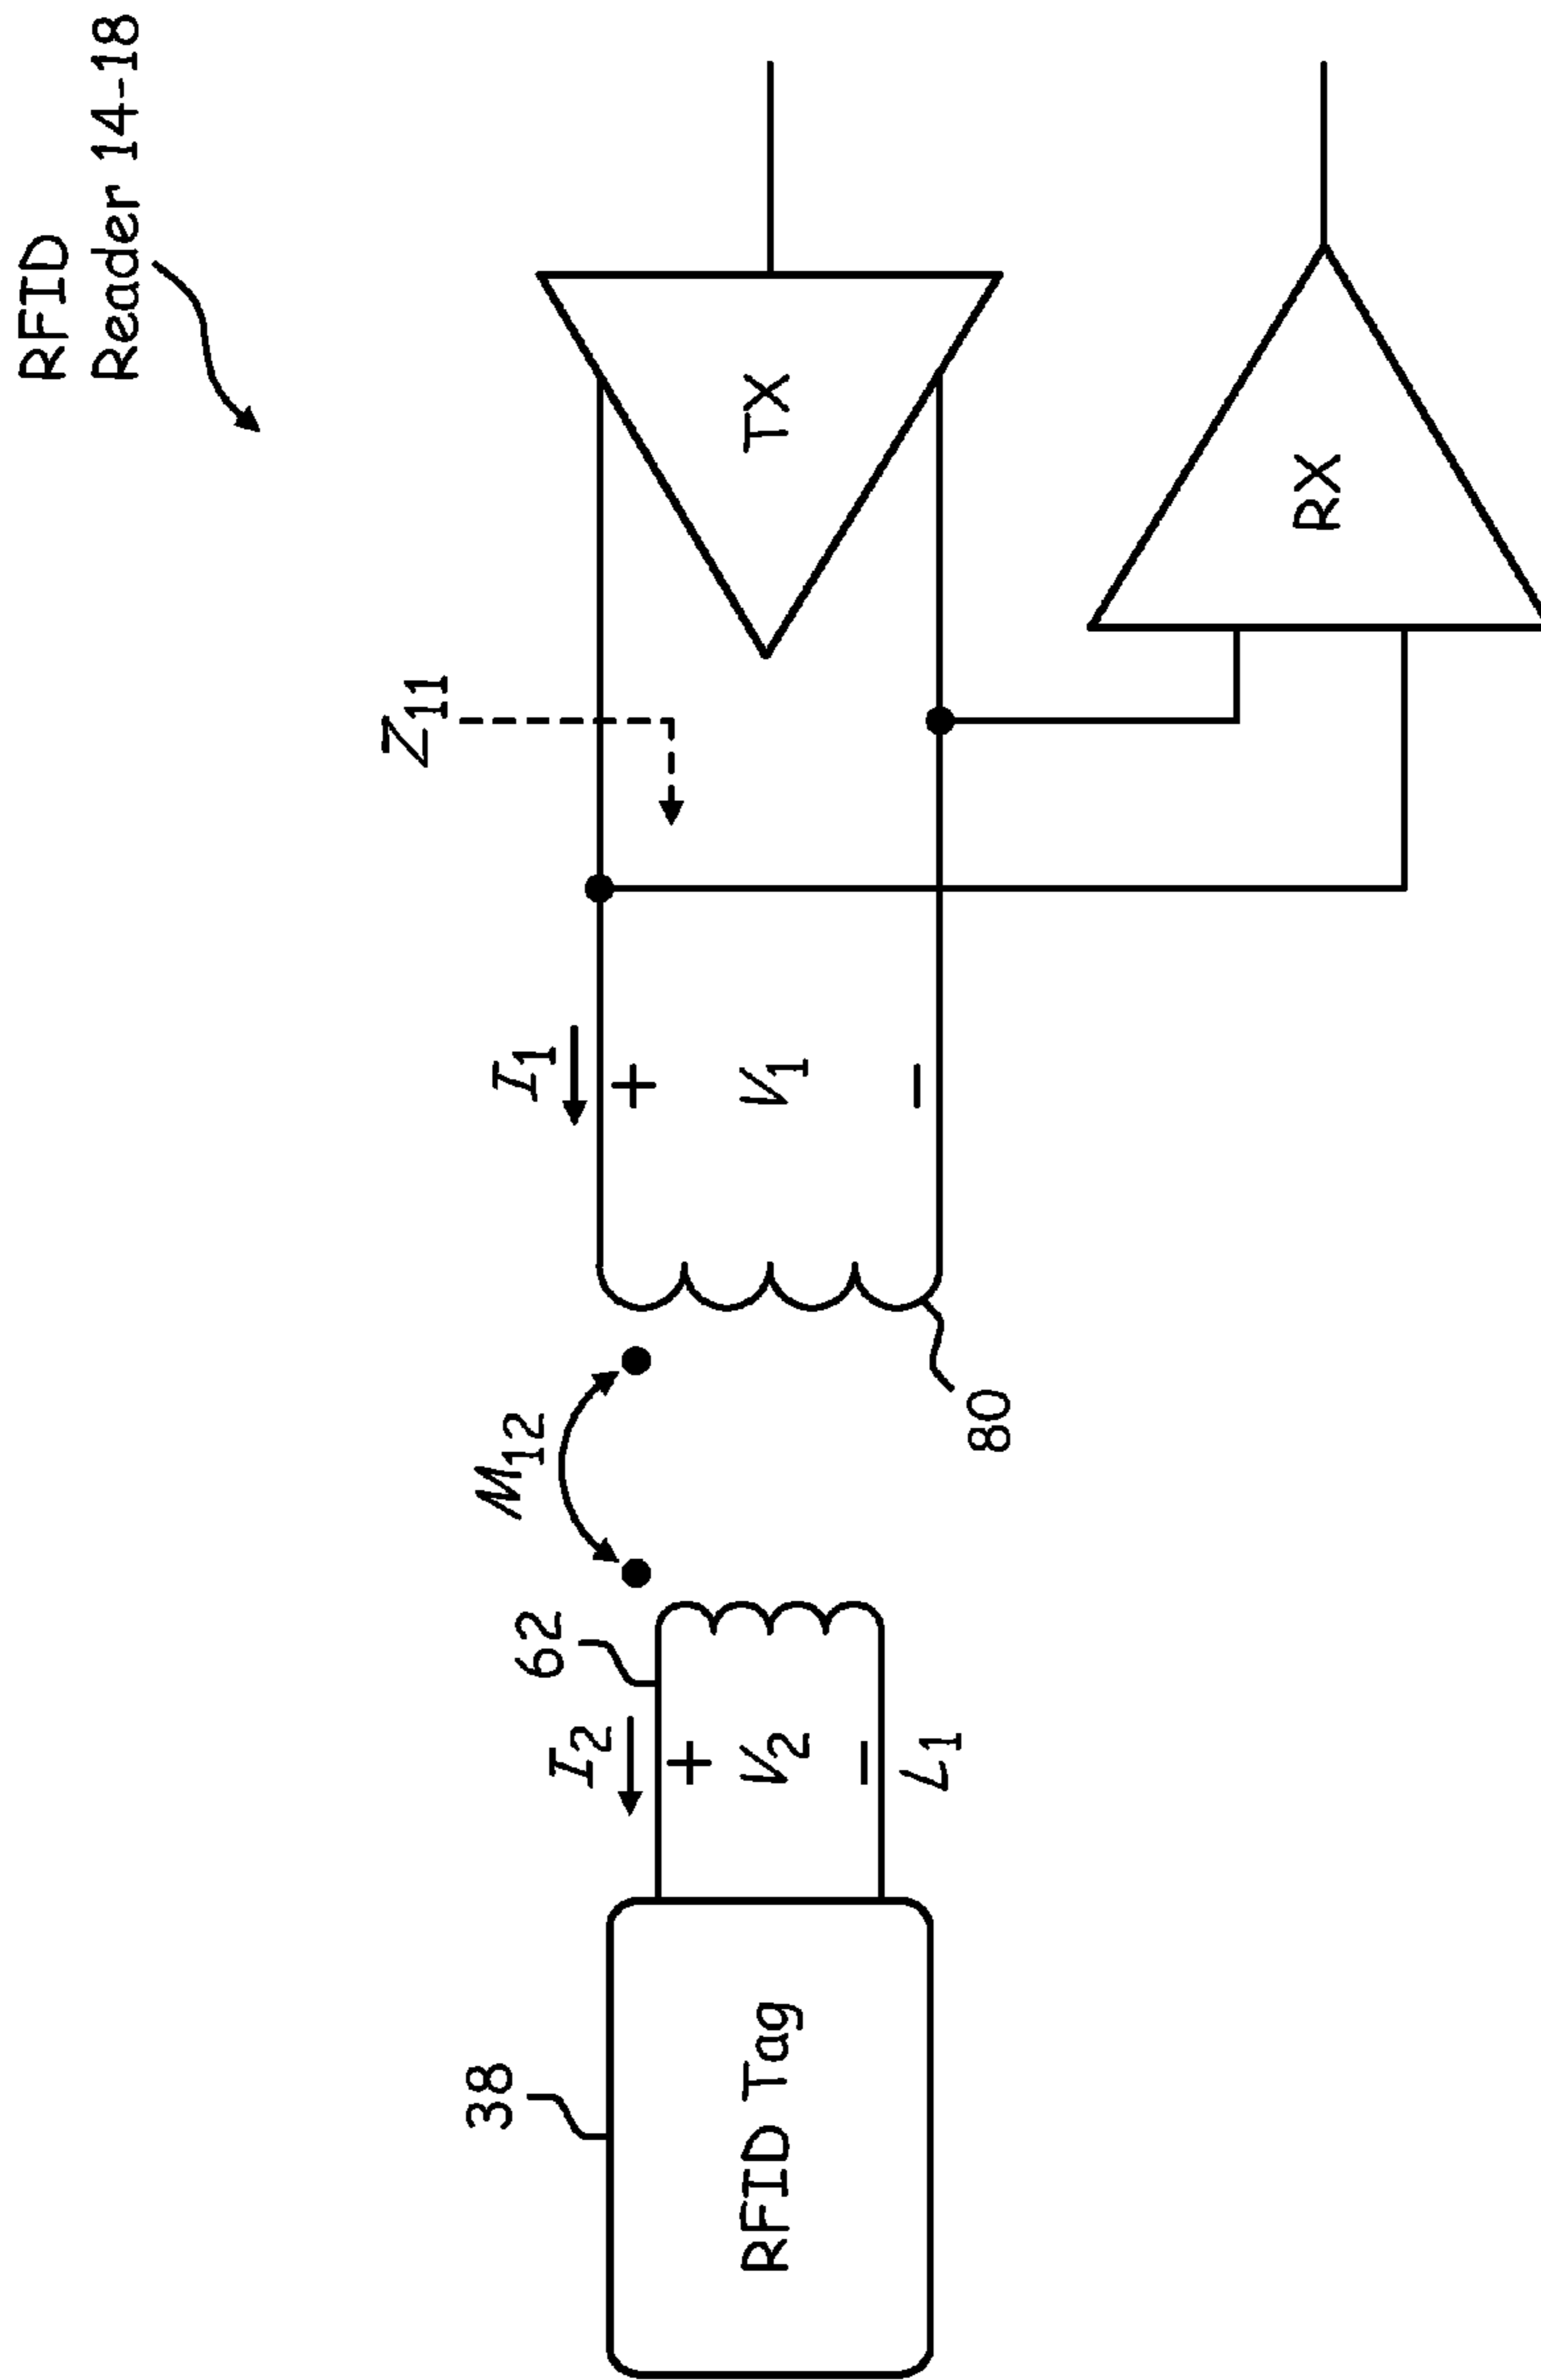 RFID
Reader 14-18
TX
RX
Z11
I1
+
V1
−
M12
80
62
I2
+
V2
−
L1
38
RFID Tag